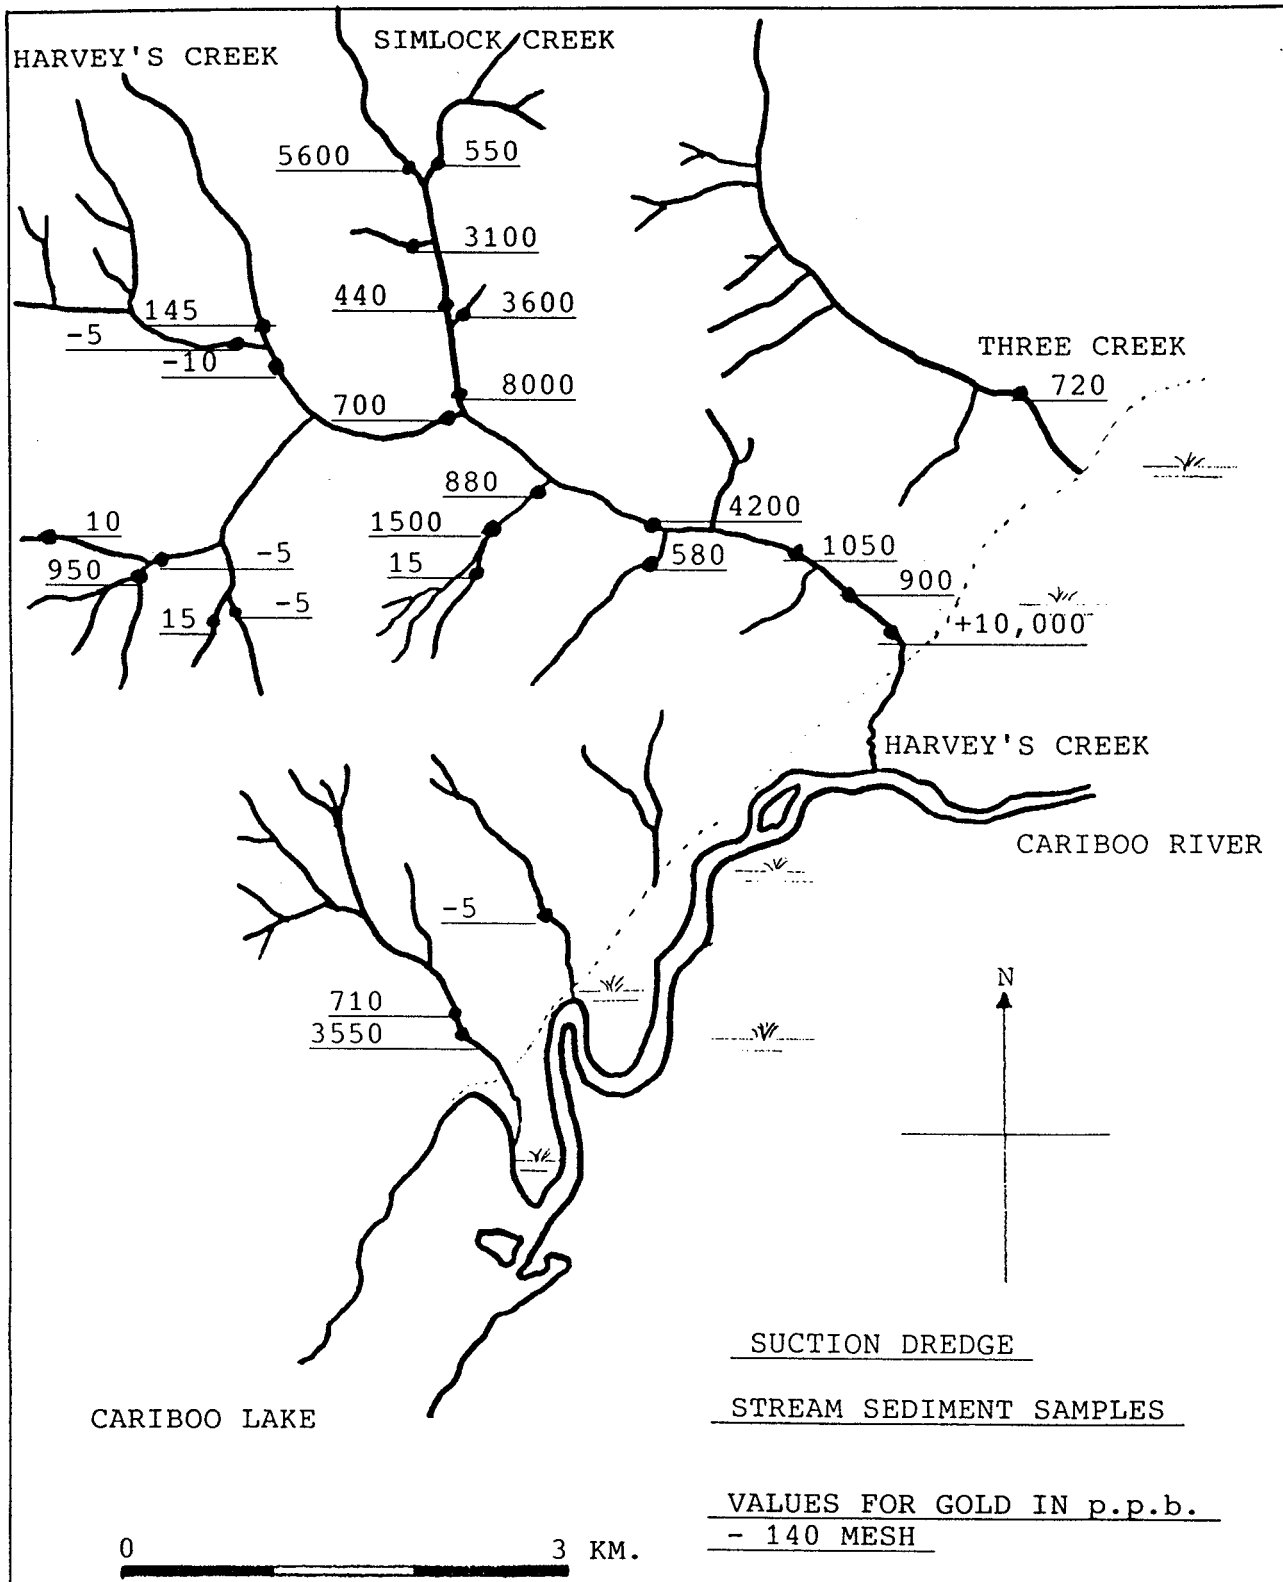 SIMLOCK CREEK
HARVEY'S CREEK
5600
550
3100
440
3600
145
-5
-10
THREE CREEK
720
8000
700
880
4200
1500
10
1050
-5
580
15
950
900
15
-5
+10,000
HARVEY'S CREEK
CARIBOO RIVER
-5
N
710
3550
SUCTION DREDGE
CARIBOO LAKE
STREAM SEDIMENT SAMPLES
VALUES FOR GOLD IN p.p.b.
- 140 MESH
0 3 KM.